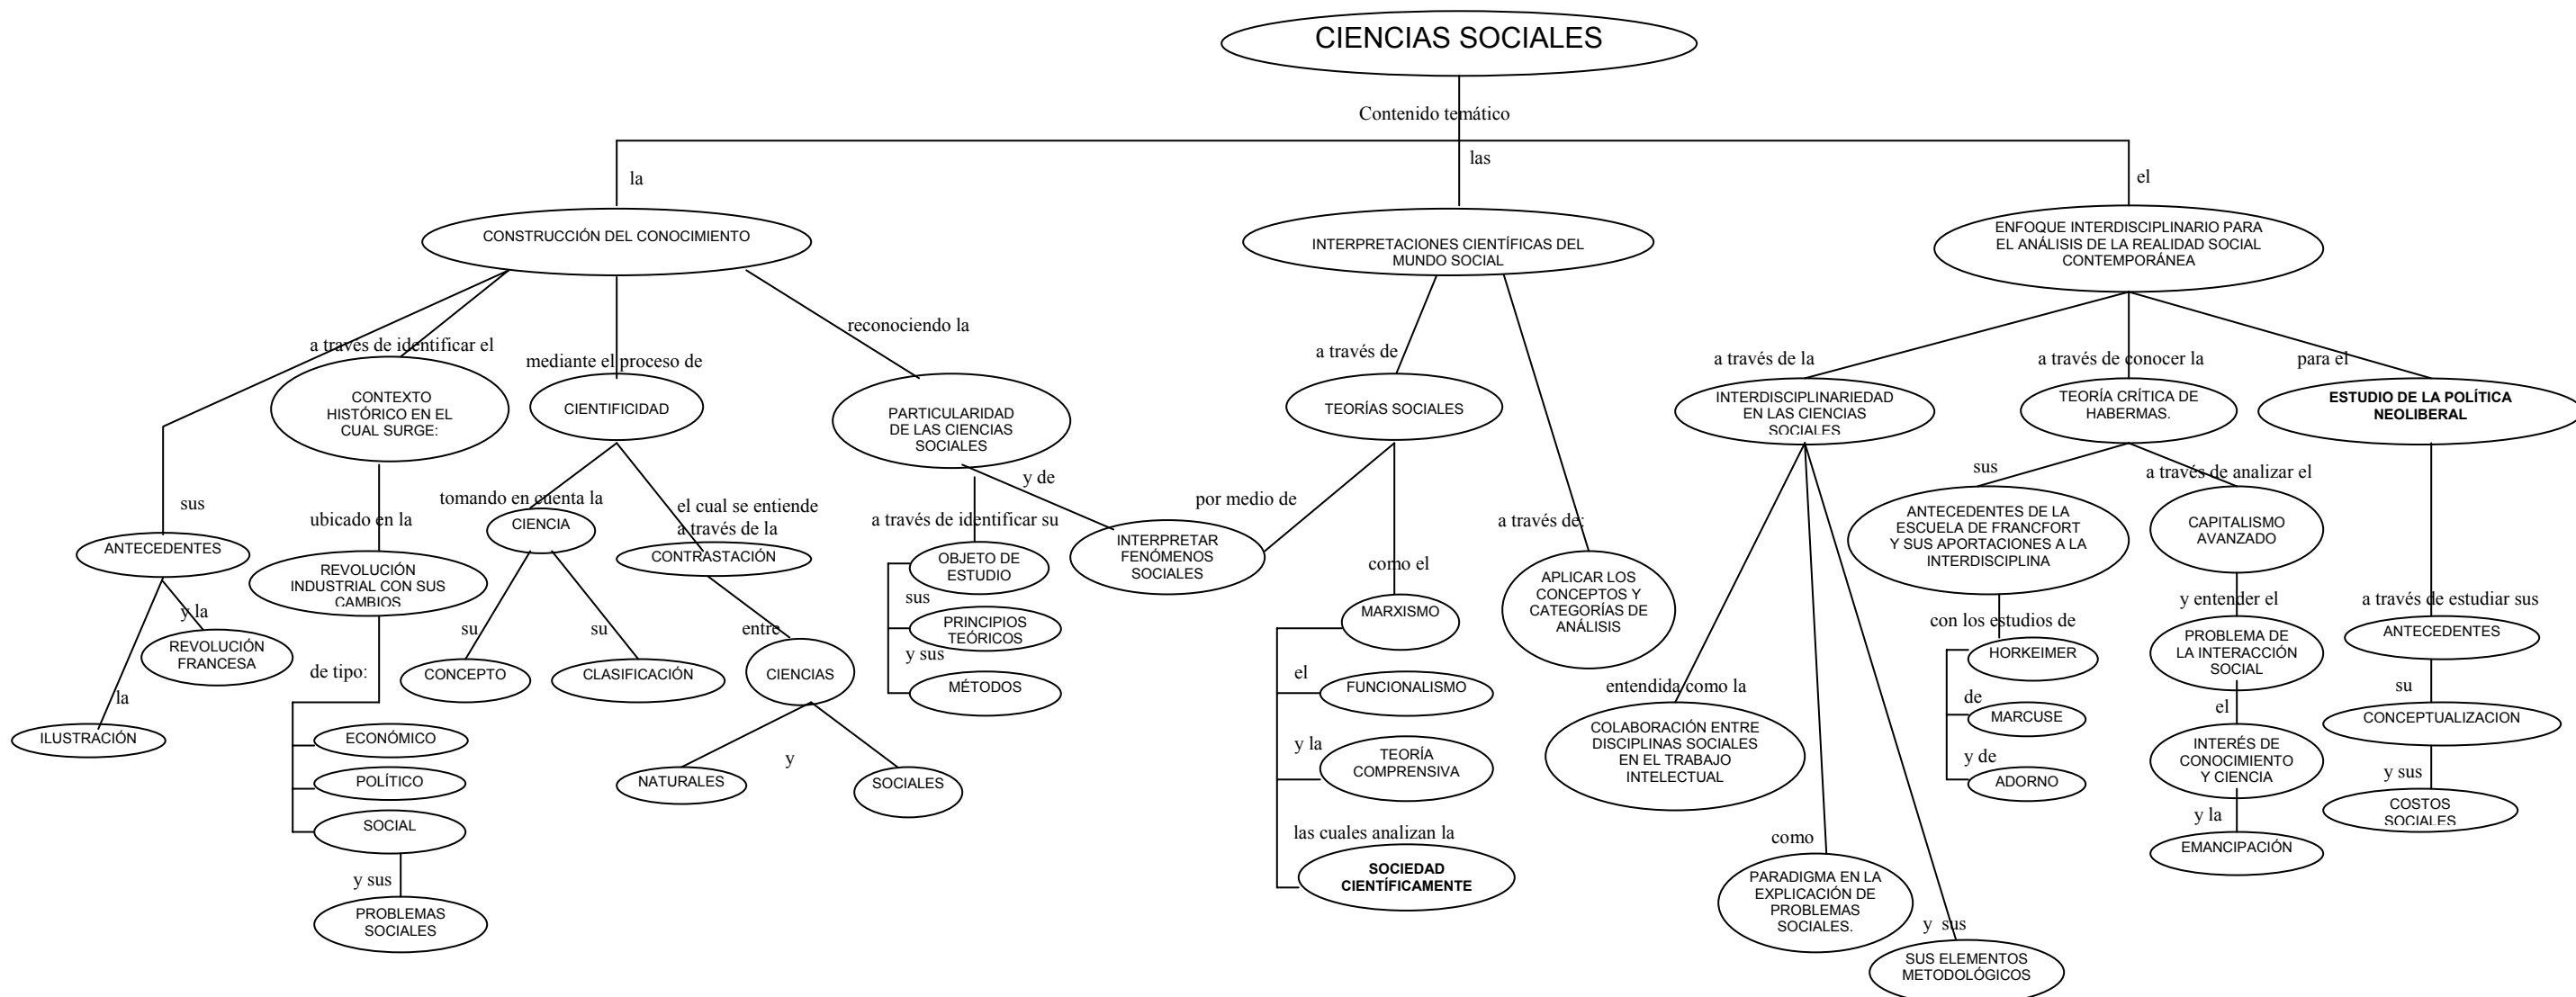 CIENCIAS SOCIALES
Contenido temático
la
las
el
CONSTRUCCIÓN DEL CONOCIMIENTO
INTERPRETACIONES CIENTÍFICAS DEL
MUNDO SOCIAL
ENFOQUE INTERDISCIPLINARIO PARA
EL ANÁLISIS DE LA REALIDAD SOCIAL
CONTEMPORÁNEA
a través de identificar el
mediante el proceso de
reconociendo la
a través de
a través de la
a través de conocer la
para el
CONTEXTO
HISTÓRICO EN EL
CUAL SURGE:
CIENTIFICIDAD
PARTICULARIDAD
DE LAS CIENCIAS
SOCIALES
TEORÍAS SOCIALES
INTERDISCIPLINARIEDAD
EN LAS CIENCIAS
SOCIALES
TEORÍA CRÍTICA DE
HABERMAS.
ESTUDIO DE LA POLÍTICA
NEOLIBERAL
sus
ubicado en la
tomando en cuenta la
el cual se entiende
a través de la
a través de identificar su
y de
por medio de
a través de:
sus
a través de analizar el
ANTECEDENTES
REVOLUCIÓN
INDUSTRIAL CON SUS
CAMBIOS
CIENCIA
CONTRASTACIÓN
OBJETO DE
ESTUDIO
INTERPRETAR
FENÓMENOS
SOCIALES
ANTECEDENTES DE LA
ESCUELA DE FRANCFORT
Y SUS APORTACIONES A LA
INTERDISCIPLINA
CAPITALISMO
AVANZADO
como el
APLICAR LOS
CONCEPTOS Y
CATEGORÍAS DE
ANÁLISIS
y la
REVOLUCIÓN
FRANCESA
su
su
entre
sus
PRINCIPIOS
TEÓRICOS
y sus
MÉTODOS
MARXISMO
con los estudios de
y entender el
a través de estudiar sus
PROBLEMA DE
LA INTERACCIÓN
SOCIAL
ANTECEDENTES
HORKEIMER
de tipo:
CONCEPTO
CLASIFICACIÓN
CIENCIAS
el
FUNCIONALISMO
entendida como la
de
MARCUSE
el
su
CONCEPTUALIZACION
la
ILUSTRACIÓN
ECONÓMICO
POLÍTICO
SOCIAL
y sus
PROBLEMAS
SOCIALES
NATURALES
y
SOCIALES
y la
TEORÍA
COMPRENSIVA
COLABORACIÓN ENTRE
DISCIPLINAS SOCIALES
EN EL TRABAJO
INTELECTUAL
y de
ADORNO
INTERÉS DE
CONOCIMIENTO
Y CIENCIA
y sus
COSTOS
SOCIALES
las cuales analizan la
SOCIEDAD
CIENTÍFICAMENTE
como
PARADIGMA EN LA
EXPLICACIÓN DE
PROBLEMAS
SOCIALES.
y la
EMANCIPACIÓN
y sus
SUS ELEMENTOS
METODOLÓGICOS